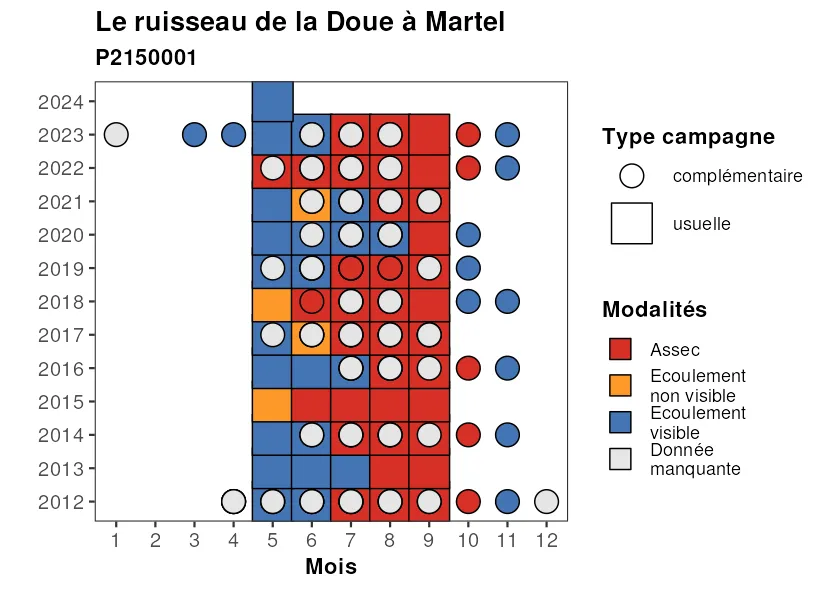 Le ruisseau de la Doue à Martel
P2150001
2024
2023
2022
2021
2020
2019
2018
2017
2016
2015
2014
2013
2012
1 2 3 4 5 6 7 8 9 10 11 12
Mois
Type campagne
complémentaire
usuelle
Modalités
Assec
Ecoulement
non visible
Ecoulement
visible
Donnée
manquante